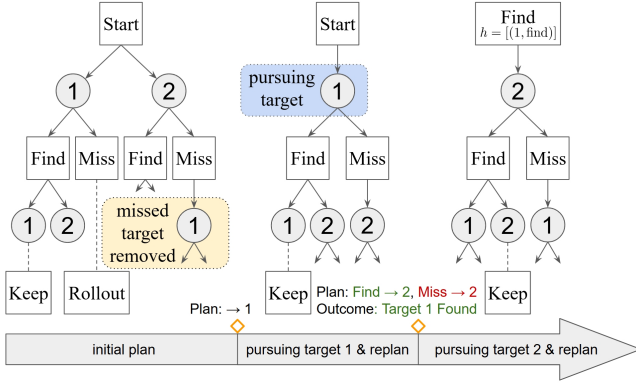 Start
1
2
Find
Miss
Find
Miss
1
2
missed
target
removed
1
Keep
Rollout
Start
pursuing
target
1
Find
Miss
1
2
2
Keep
Find
h = [(1, find)]
2
Find
Miss
1
2
1
Keep
Plan: → 1
Plan: Find → 2, Miss → 2
Outcome: Target 1 Found
initial plan
pursuing target 1 & replan
pursuing target 2 & replan